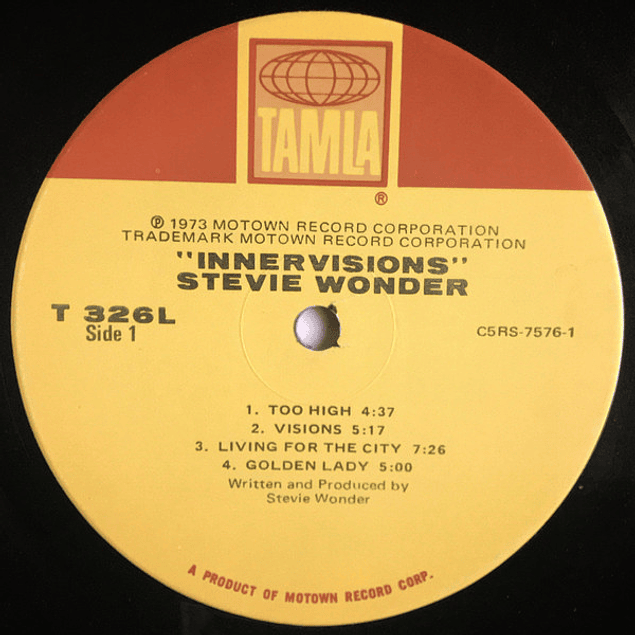 TAMLA
®
℗ 1973 MOTOWN RECORD CORPORATION
TRADEMARK MOTOWN RECORD CORPORATION
"INNERVISIONS"
STEVIE WONDER
T 326L
Side 1
C5RS-7576-1
1. TOO HIGH 4:37
2. VISIONS 5:17
3. LIVING FOR THE CITY 7:26
4. GOLDEN LADY 5:00
Written and Produced by
Stevie Wonder
A PRODUCT OF MOTOWN RECORD CORP.